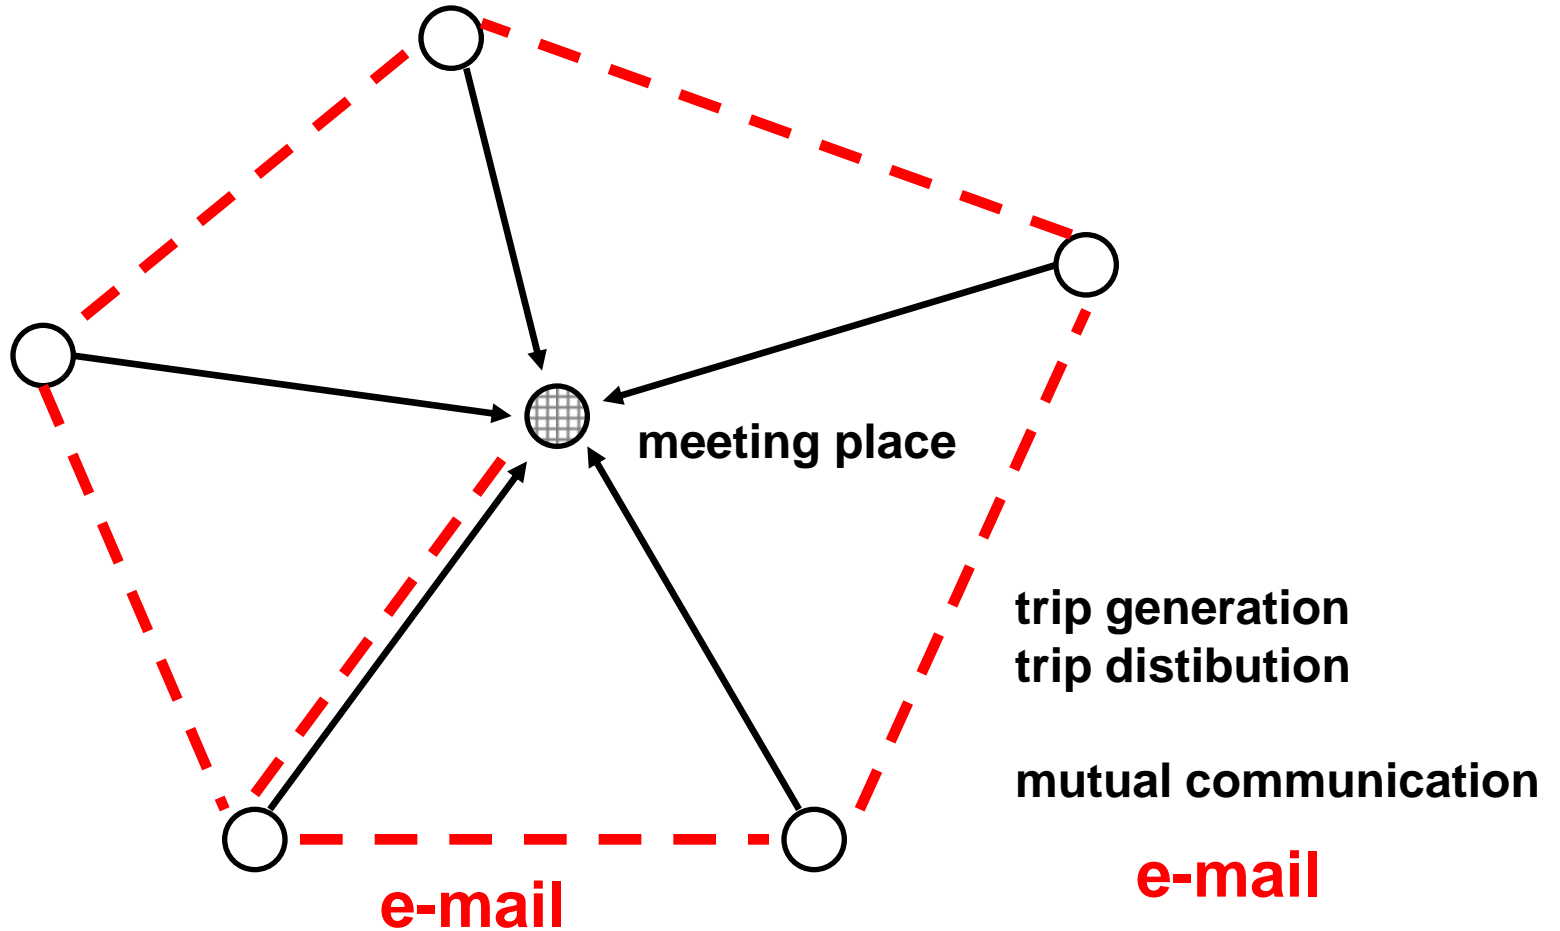 meeting place
trip generation
trip distibution
mutual communication
e-mail
e-mail